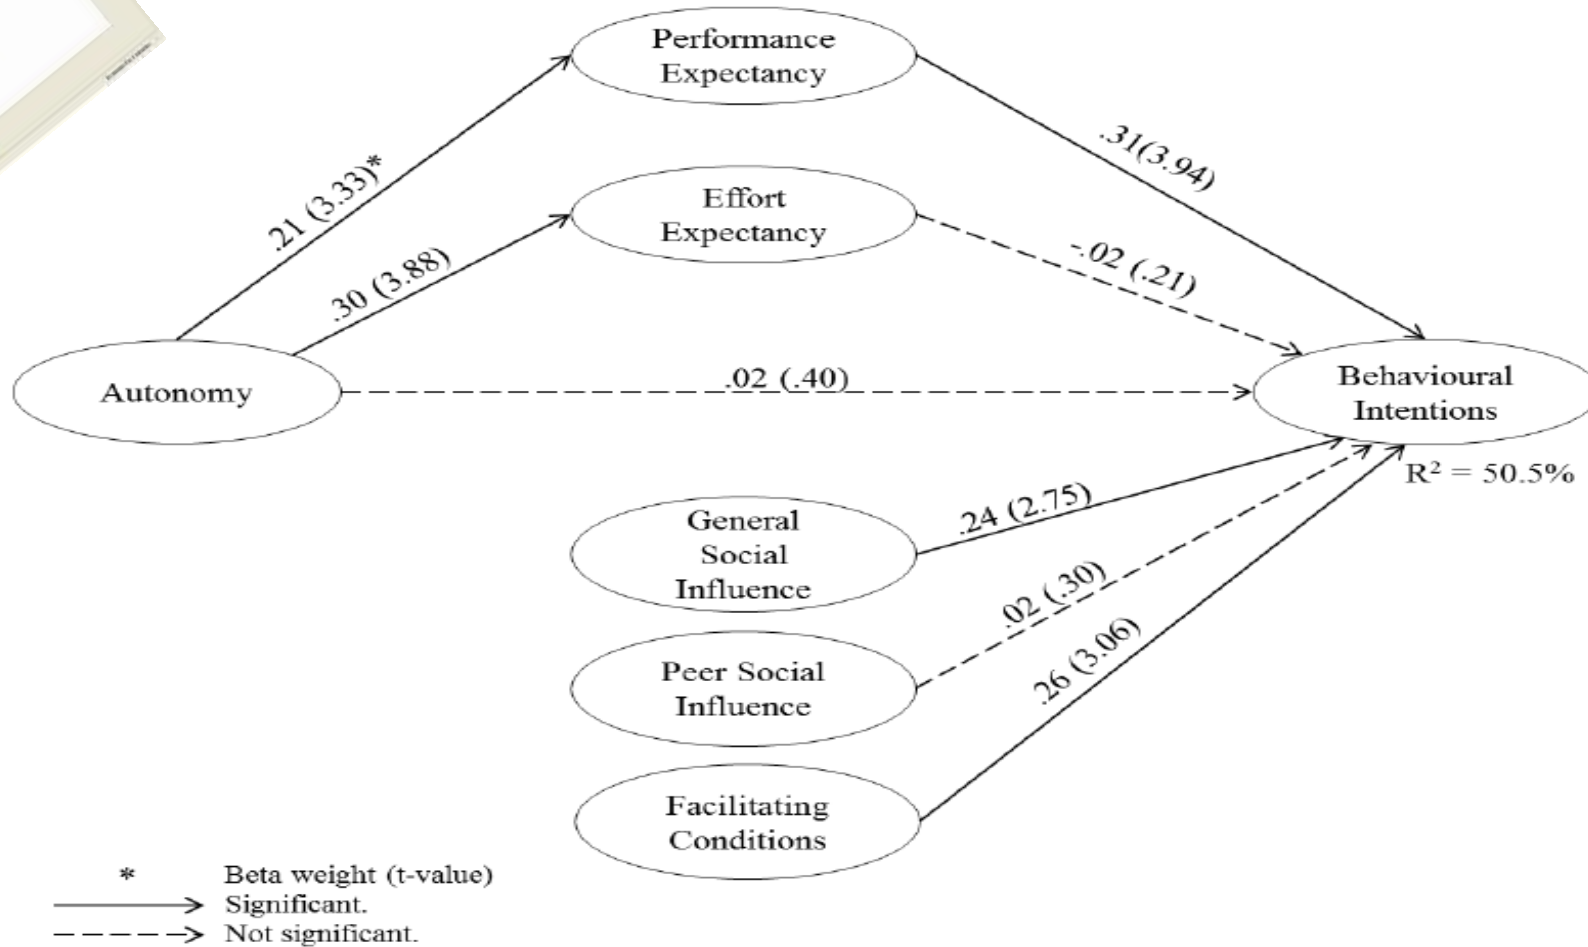 Performance
Expectancy
.31(3.94)
.21 (3.33)*
Effort
Expectancy
-.02 (.21)
.30 (3.88)
Autonomy
.02 (.40)
Behavioural
Intentions
R² = 50.5%
General
Social
Influence
.24 (2.75)
.02 (.30)
Peer Social
Influence
.26 (3.06)
Facilitating
Conditions
* Beta weight (t-value)
Significant.
Not significant.